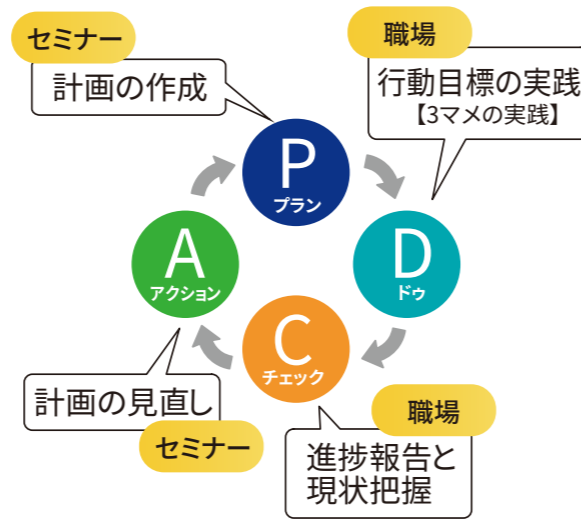 セミナー
計画の作成
職場
行動目標の実践
【3マメの実践】
P
プラン
D
ドゥ
C
チェック
A
アクション
計画の見直し
セミナー
職場
進捗報告と
現状把握